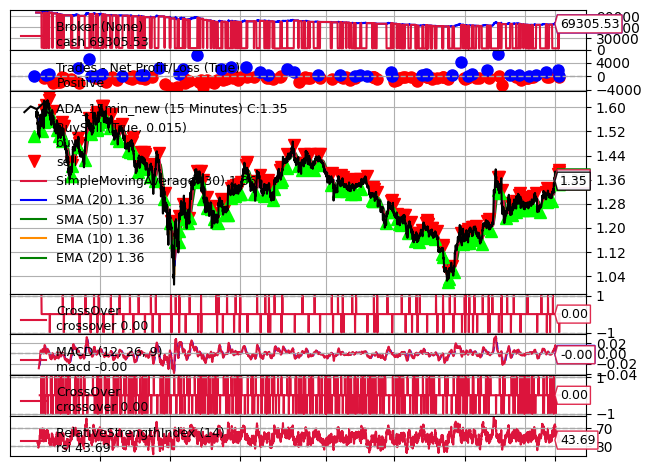 Broker (None)
cash 69305.53
80000
69305.53
30000
0
Trades - Net Profit/Loss (True)
Positive
4000
0
−4000
ADA_15min_new (15 Minutes) C:1.35
BuySell (True, 0.015)
buy
sell
SimpleMovingAverage (30) 1.36
SMA (20) 1.36
SMA (50) 1.37
EMA (10) 1.36
EMA (20) 1.36
1.60
1.52
1.44
1.36
1.35
1.28
1.20
1.12
1.04
CrossOver
crossover 0.00
1
0.00
−1
MACD (12, 26, 9)
macd -0.00
0.02
-0.00
0.00
−0.02
−0.04
CrossOver
crossover 0.00
1
0.00
−1
RelativeStrengthIndex (14)
rsi 43.69
70
43.69
30